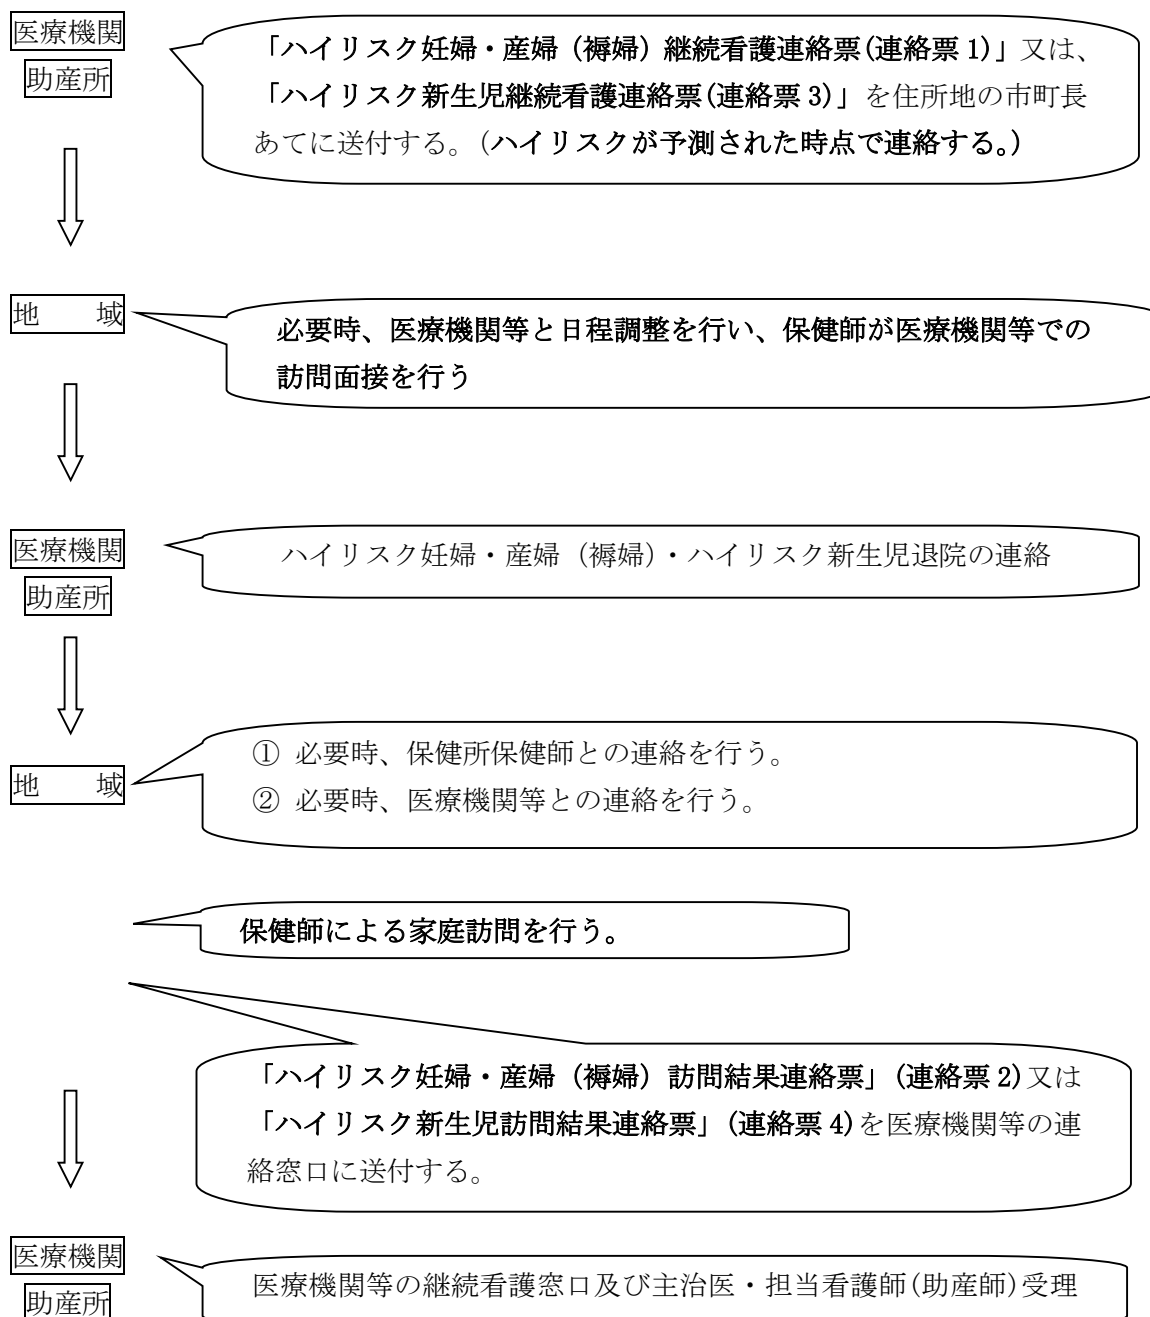 医療機関
助産所
「ハイリスク妊婦・産婦（褥婦）継続看護連絡票(連絡票1)」又は、
「ハイリスク新生児継続看護連絡票(連絡票3)」を住所地の市町長
あてに送付する。(ハイリスクが予測された時点で連絡する。)
地　　域
必要時、医療機関等と日程調整を行い、保健師が医療機関等での
訪問面接を行う
医療機関
助産所
ハイリスク妊婦・産婦（褥婦）・ハイリスク新生児退院の連絡
地　　域
① 必要時、保健所保健師との連絡を行う。
② 必要時、医療機関等との連絡を行う。
保健師による家庭訪問を行う。
「ハイリスク妊婦・産婦（褥婦）訪問結果連絡票」(連絡票2)又は
「ハイリスク新生児訪問結果連絡票」(連絡票4)を医療機関等の連
絡窓口に送付する。
医療機関
助産所
医療機関等の継続看護窓口及び主治医・担当看護師(助産師)受理